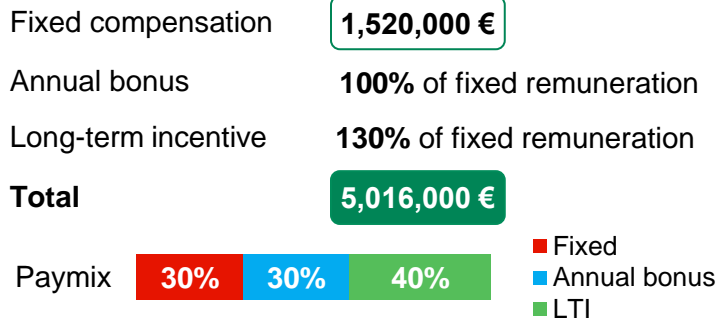 Fixed compensation 1,520,000 €
Annual bonus 100% of fixed remuneration
Long-term incentive 130% of fixed remuneration
Total 5,016,000 €
Paymix 30% 30% 40%
Fixed
Annual bonus
LTI